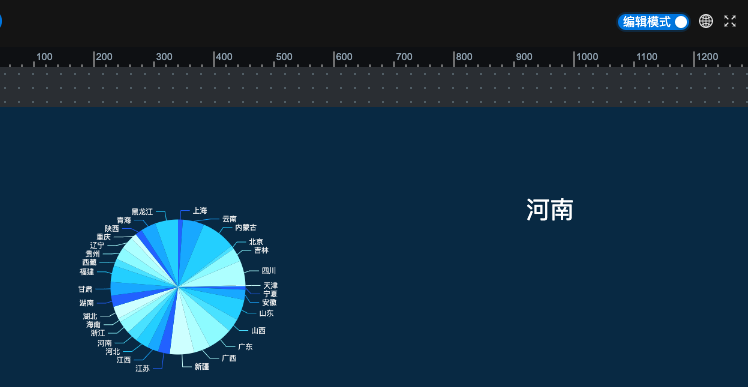 编辑模式
100 200 300 400 500 600 700 800 900 1000 1100 1200
河南
上海
云南
内蒙古
北京
吉林
四川
天津
宁夏
安徽
山东
山西
广东
广西
新疆
江苏
江西
河北
河南
浙江
海南
湖北
湖南
甘肃
福建
西藏
贵州
辽宁
重庆
陕西
青海
黑龙江